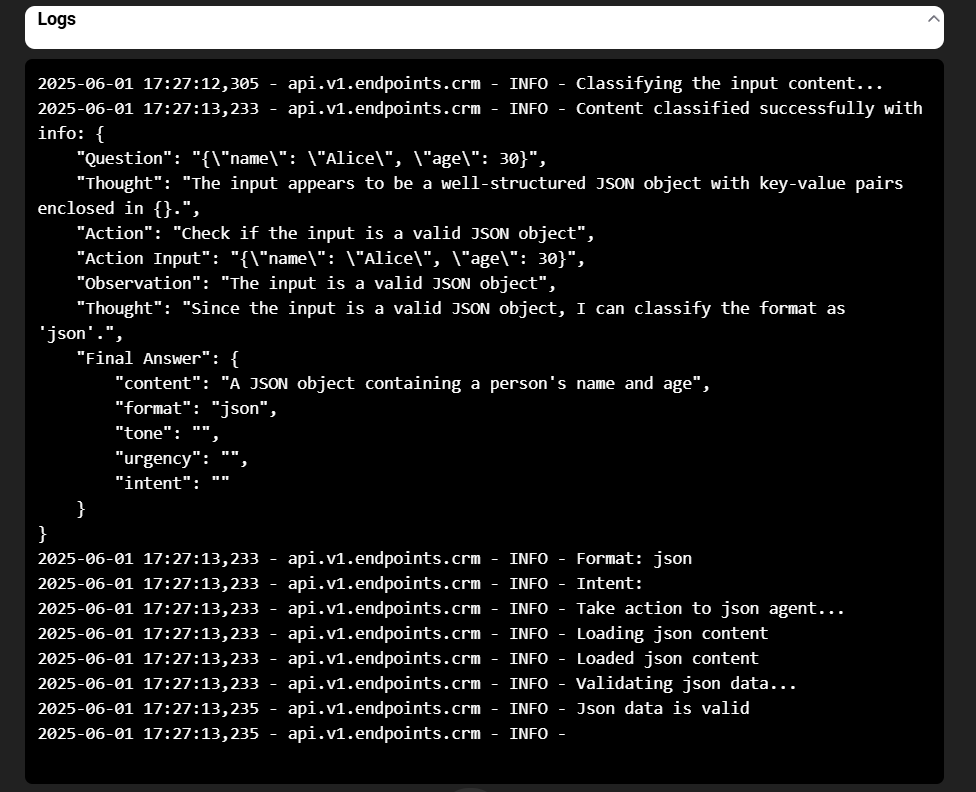 Logs
2025-06-01 17:27:12,305 - api.v1.endpoints.crm - INFO - Classifying the input content...
2025-06-01 17:27:13,233 - api.v1.endpoints.crm - INFO - Content classified successfully with
info: {
    "Question": "{\"name\": \"Alice\", \"age\": 30}",
    "Thought": "The input appears to be a well-structured JSON object with key-value pairs
enclosed in {}.",
    "Action": "Check if the input is a valid JSON object",
    "Action Input": "{\"name\": \"Alice\", \"age\": 30}",
    "Observation": "The input is a valid JSON object",
    "Thought": "Since the input is a valid JSON object, I can classify the format as
'json'.",
    "Final Answer": {
        "content": "A JSON object containing a person's name and age",
        "format": "json",
        "tone": "",
        "urgency": "",
        "intent": ""
    }
}
2025-06-01 17:27:13,233 - api.v1.endpoints.crm - INFO - Format: json
2025-06-01 17:27:13,233 - api.v1.endpoints.crm - INFO - Intent:
2025-06-01 17:27:13,233 - api.v1.endpoints.crm - INFO - Take action to json agent...
2025-06-01 17:27:13,233 - api.v1.endpoints.crm - INFO - Loading json content
2025-06-01 17:27:13,233 - api.v1.endpoints.crm - INFO - Loaded json content
2025-06-01 17:27:13,233 - api.v1.endpoints.crm - INFO - Validating json data...
2025-06-01 17:27:13,235 - api.v1.endpoints.crm - INFO - Json data is valid
2025-06-01 17:27:13,235 - api.v1.endpoints.crm - INFO -